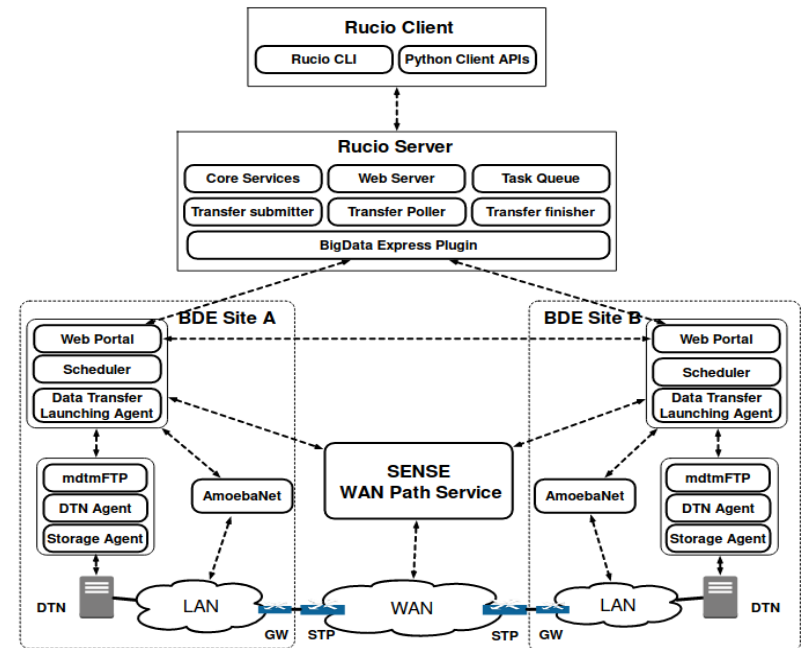 Rucio Client
Rucio CLI
Python Client APIs
Rucio Server
Core Services
Web Server
Task Queue
Transfer submitter
Transfer Poller
Transfer finisher
BigData Express Plugin
BDE Site A
Web Portal
Scheduler
Data Transfer
Launching Agent
mdtmFTP
DTN Agent
Storage Agent
AmoebaNet
DTN
LAN
GW
STP
SENSE
WAN Path Service
WAN
BDE Site B
Web Portal
Scheduler
Data Transfer
Launching Agent
AmoebaNet
mdtmFTP
DTN Agent
Storage Agent
STP
GW
LAN
DTN